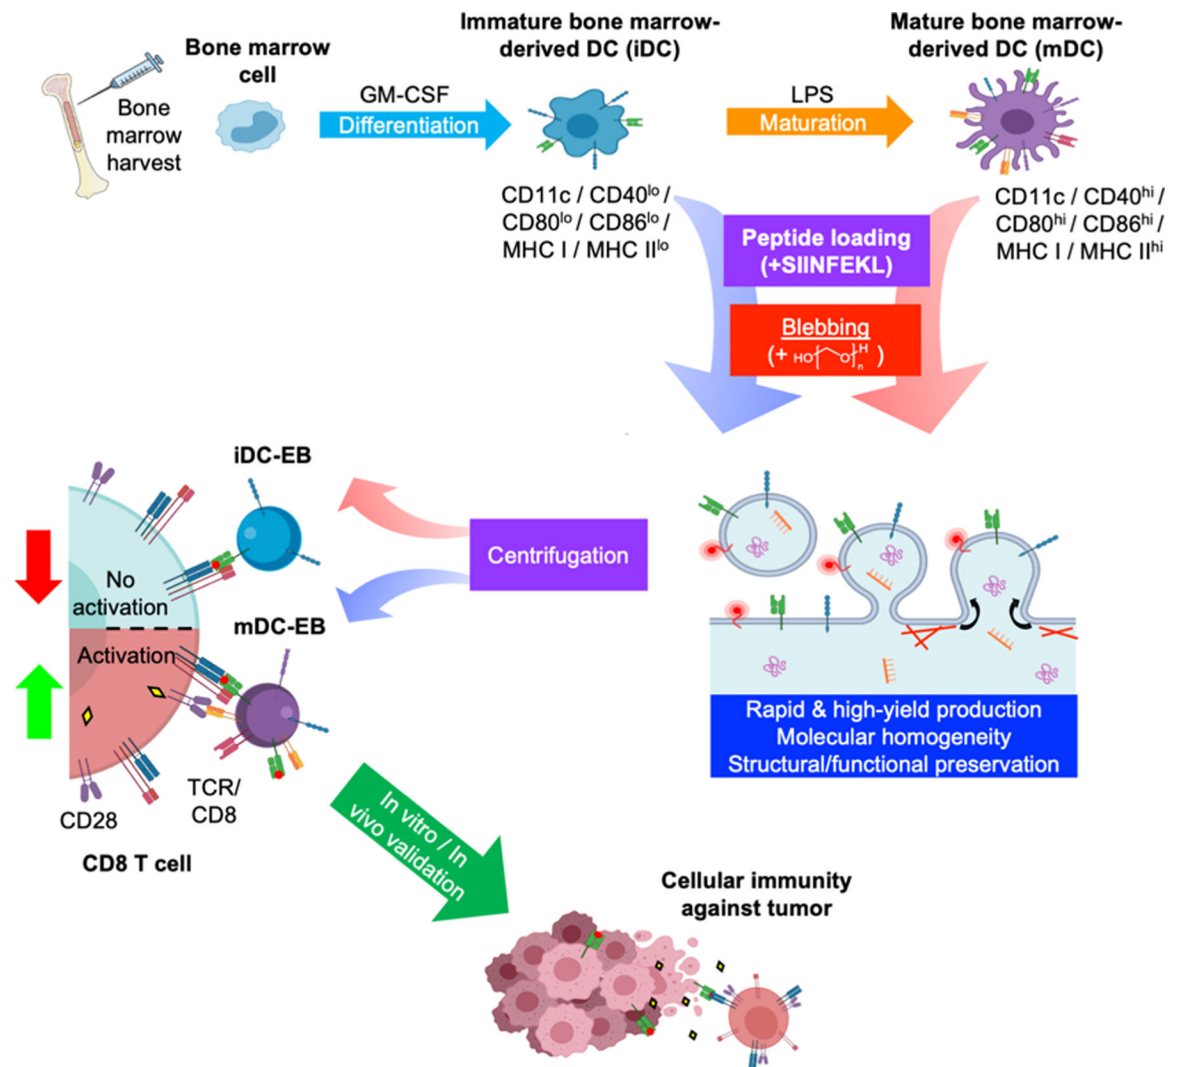 Immature bone marrow-
derived DC (iDC)
Mature bone marrow-
derived DC (mDC)
Bone marrow
cell
Bone
marrow
harvest
GM-CSF
Differentiation
LPS
Maturation
CD11c / CD40lo /
CD80lo / CD86lo /
MHC I / MHC IIlo
CD11c / CD40hi /
CD80hi / CD86hi /
MHC I / MHC IIhi
Peptide loading
(+SIINFEKL)
Blebbing
(+ HO[O]H n )
iDC-EB
Centrifugation
No
activation
mDC-EB
Activation
Rapid & high-yield production
Molecular homogeneity
Structural/functional preservation
TCR/
CD8
CD28
CD8 T cell
In vitro / In
vivo validation
Cellular immunity
against tumor